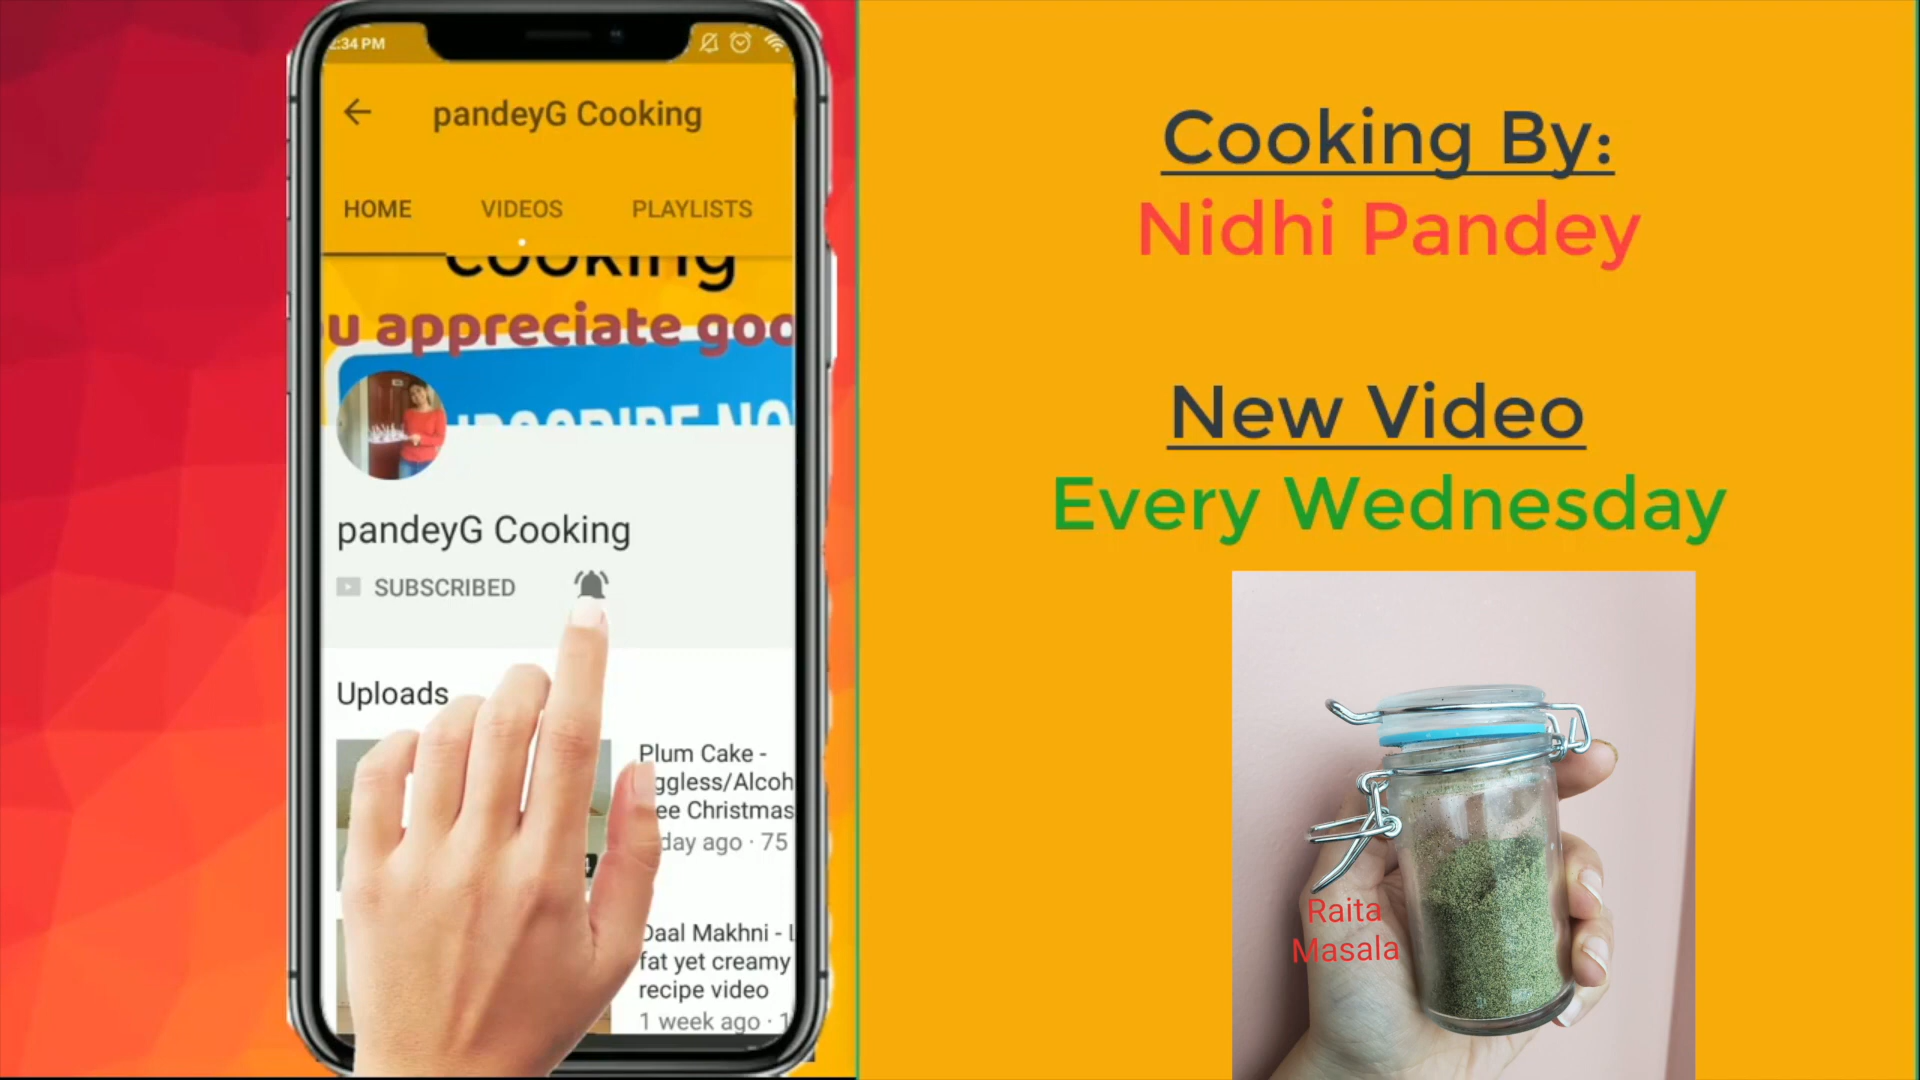 :34 PM
pandeyG Cooking
HOME VIDEOS PLAYLISTS
cooking
u appreciate goo
pandeyG Cooking
SUBSCRIBED
Uploads
Plum Cake -
ggless/Alcoh
ee Christmas
day ago · 75
Daal Makhni - L
fat yet creamy
recipe video
1 week ago · 1
Cooking By:
Nidhi Pandey
New Video
Every Wednesday
Raita
Masala